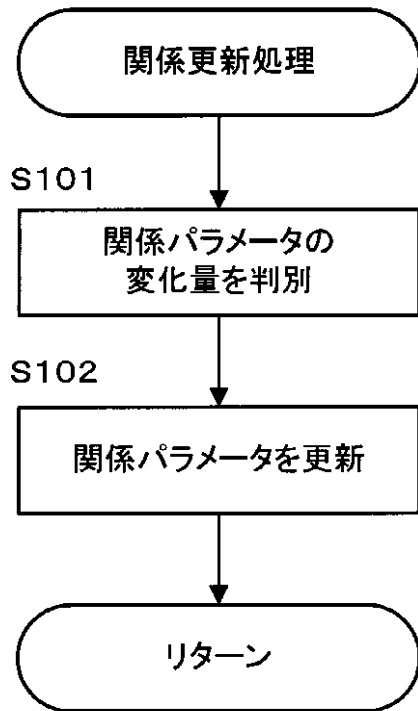 関係更新処理
S101
関係パラメータの
変化量を判別
S102
関係パラメータを更新
リターン